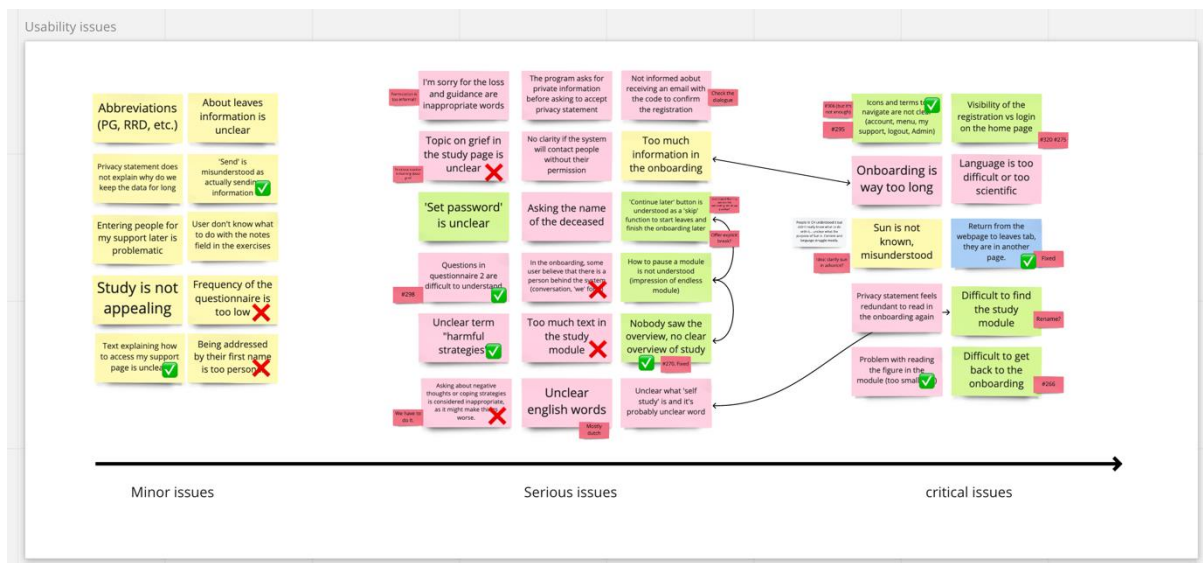 Usability issues
Abbreviations
(PG, RRD, etc.)
About leaves
information is
unclear
Privacy statement does
not explain why do we
keep the data for long
'Send' is
misunderstood as
actually sending
information
Entering people for
my support later is
problematic
User don't know what
to do with the notes
field in the exercises
Study is not
appealing
Frequency of the
questionnaire is
too low
Text explaining how
to access my support
page is unclear
Being addressed
by their first name
is too person
I'm sorry for the loss
and guidance are
inappropriate words
The program asks for
private information
before asking to accept
privacy statement
Not informed aobut
receiving an email with
the code to confirm
the registration
Check the
dialogue
Topic on grief in
the study page is
unclear
No clarity if the system
will contact people
without their
permission
Too much
information in
the onboarding
'Set password'
is unclear
Asking the name
of the deceased
'Continue later' button is
understood as a 'skip'
function to start leaves and
finish the onboarding later
Questions in
questionnaire 2 are
difficult to understand
#298
In the onboarding, some
user believe that there is a
person behind the system
(conversation, 'we' fo
How to pause a module
is not understood
(impression of endless
module)
Unclear term
"harmful
strategies"
Too much text in
the study
module
Nobody saw the
overview, no clear
overview of study
#270, Fixed
Asking about negative
thoughts or coping strategies
is considered inappropriate,
as it might make things
worse.
We have to
do it
Unclear
english words
Mostly
dutch
Unclear what 'self
study' is and it's
probably unclear word
Icons and terms to
navigate are not clear
(account, menu, my
support, logout, Admin)
#295
Visibility of the
registration vs login
on the home page
#320 #275
Onboarding is
way too long
Language is too
difficult or too
scientific
Sun is not
known,
misunderstood
Return from the
webpage to leaves tab,
they are in another
page.
Fixed
Privacy statement feels
redundant to read in
the onboarding again
Difficult to find
the study
module
Rename?
Problem with reading
the figure in the
module (too small
Difficult to get
back to the
onboarding
#266
Minor issues
Serious issues
critical issues